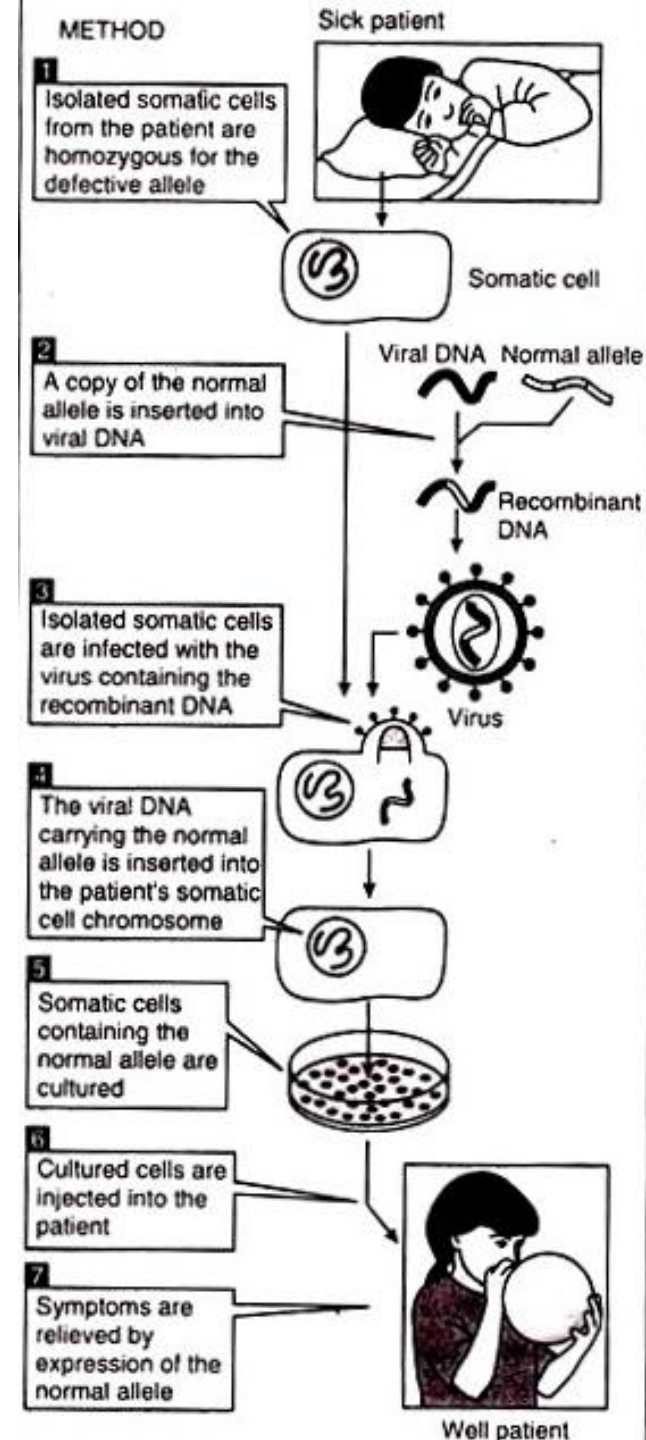 METHOD
Sick patient
1
Isolated somatic cells
from the patient are
homozygous for the
defective allele
Somatic cell
2
A copy of the normal
allele is inserted into
viral DNA
Viral DNA Normal allele
Recombinant
DNA
3
Isolated somatic cells
are infected with the
virus containing the
recombinant DNA
Virus
4
The viral DNA
carrying the normal
allele is inserted into
the patient's somatic
cell chromosome
5
Somatic cells
containing the
normal allele are
cultured
6
Cultured cells are
injected into the
patient
7
Symptoms are
relieved by
expression of the
normal allele
Well patient